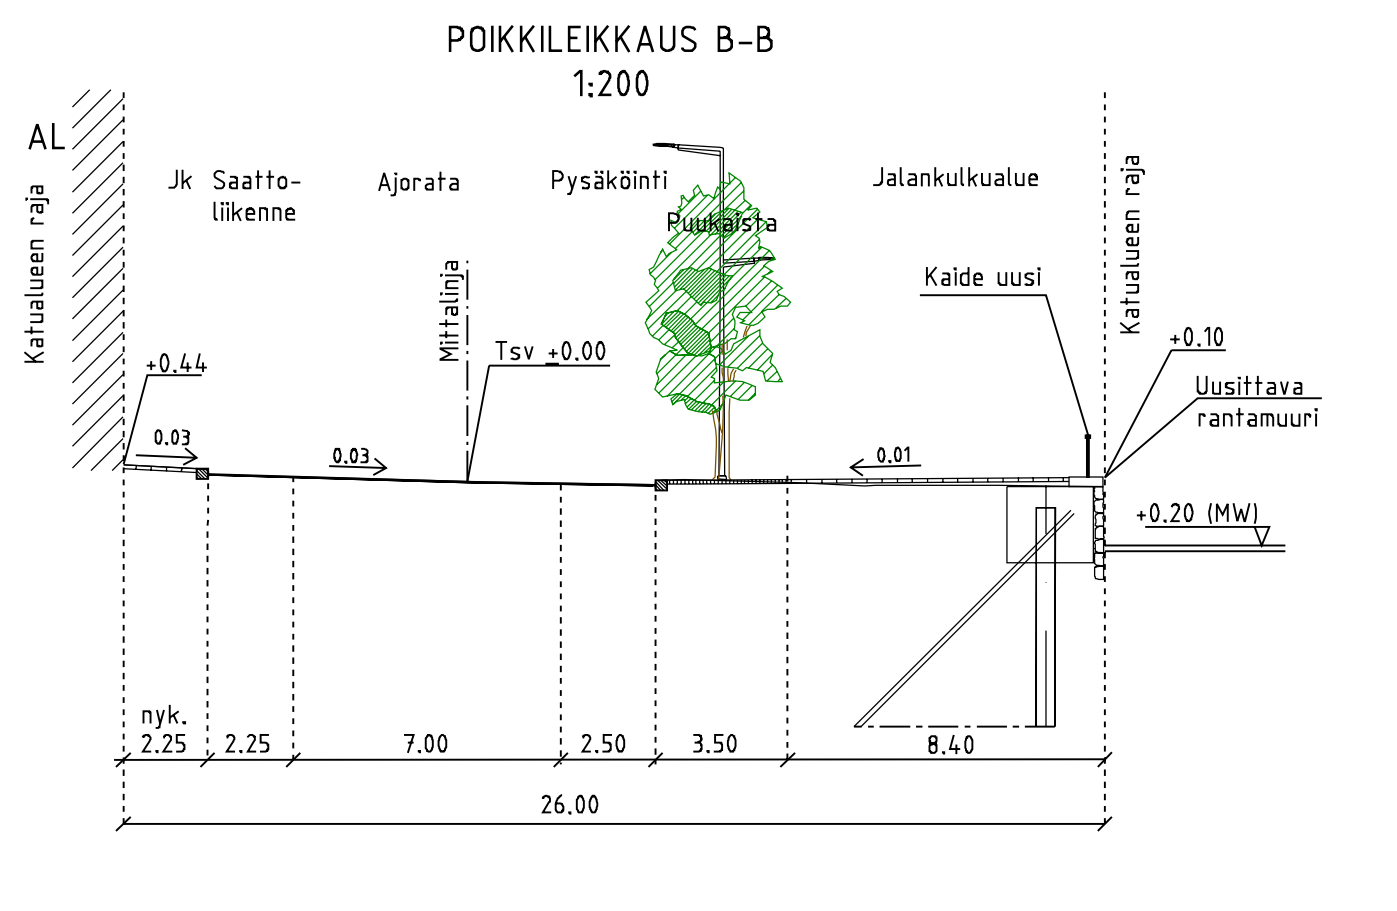 POIKKILEIKKAUS B-B
1:200
AL
Katualueen raja
Jk Saatto-
liikenne
Ajorata
Pysäköinti
Puukaista
Jalankulkualue
Katualueen raja
Mittalinja
Kaide uusi
+0.44
Tsv ±0.00
+0.10
Uusittava
rantamuuri
0.03
0.03
0.01
+0.20 (MW)
nyk.
2.25
2.25
7.00
2.50
3.50
8.40
26.00